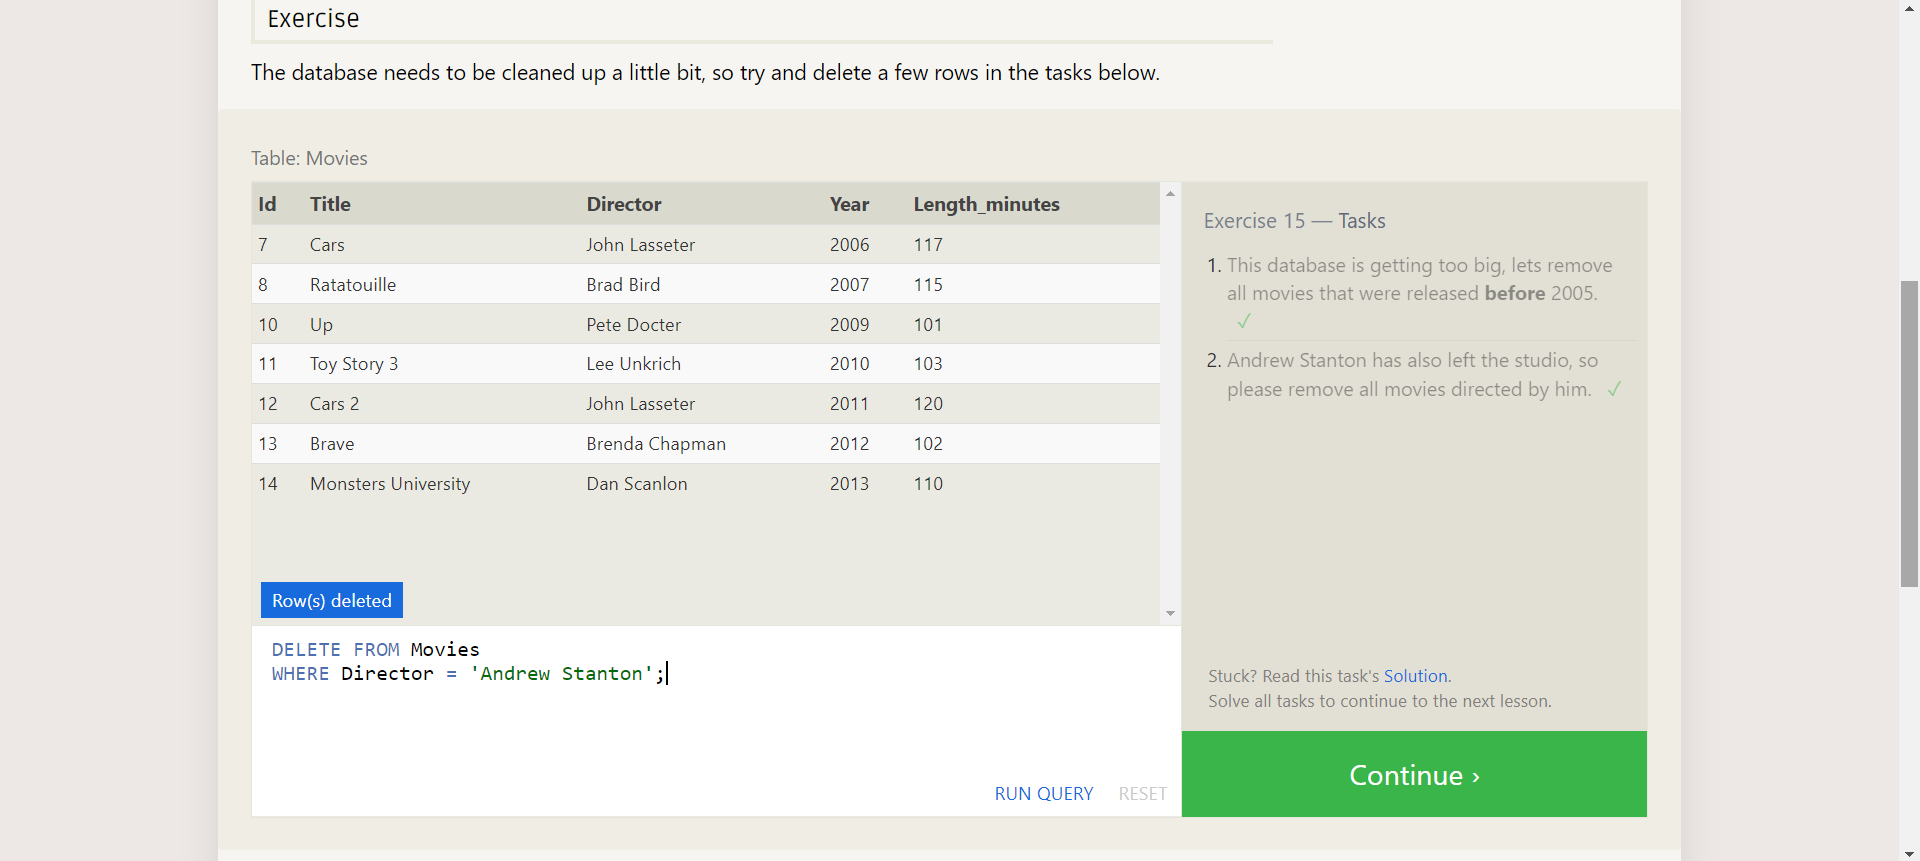 Exercise
The database needs to be cleaned up a little bit, so try and delete a few rows in the tasks below.
Table: Movies
Id Title Director Year Length_minutes
7 Cars John Lasseter 2006 117
8 Ratatouille Brad Bird 2007 115
10 Up Pete Docter 2009 101
11 Toy Story 3 Lee Unkrich 2010 103
12 Cars 2 John Lasseter 2011 120
13 Brave Brenda Chapman 2012 102
14 Monsters University Dan Scanlon 2013 110
Row(s) deleted
DELETE FROM Movies
WHERE Director = 'Andrew Stanton';
RUN QUERY RESET
Exercise 15 — Tasks
1. This database is getting too big, lets remove
all movies that were released before 2005.
✓
2. Andrew Stanton has also left the studio, so
please remove all movies directed by him. ✓
Stuck? Read this task's Solution.
Solve all tasks to continue to the next lesson.
Continue ›